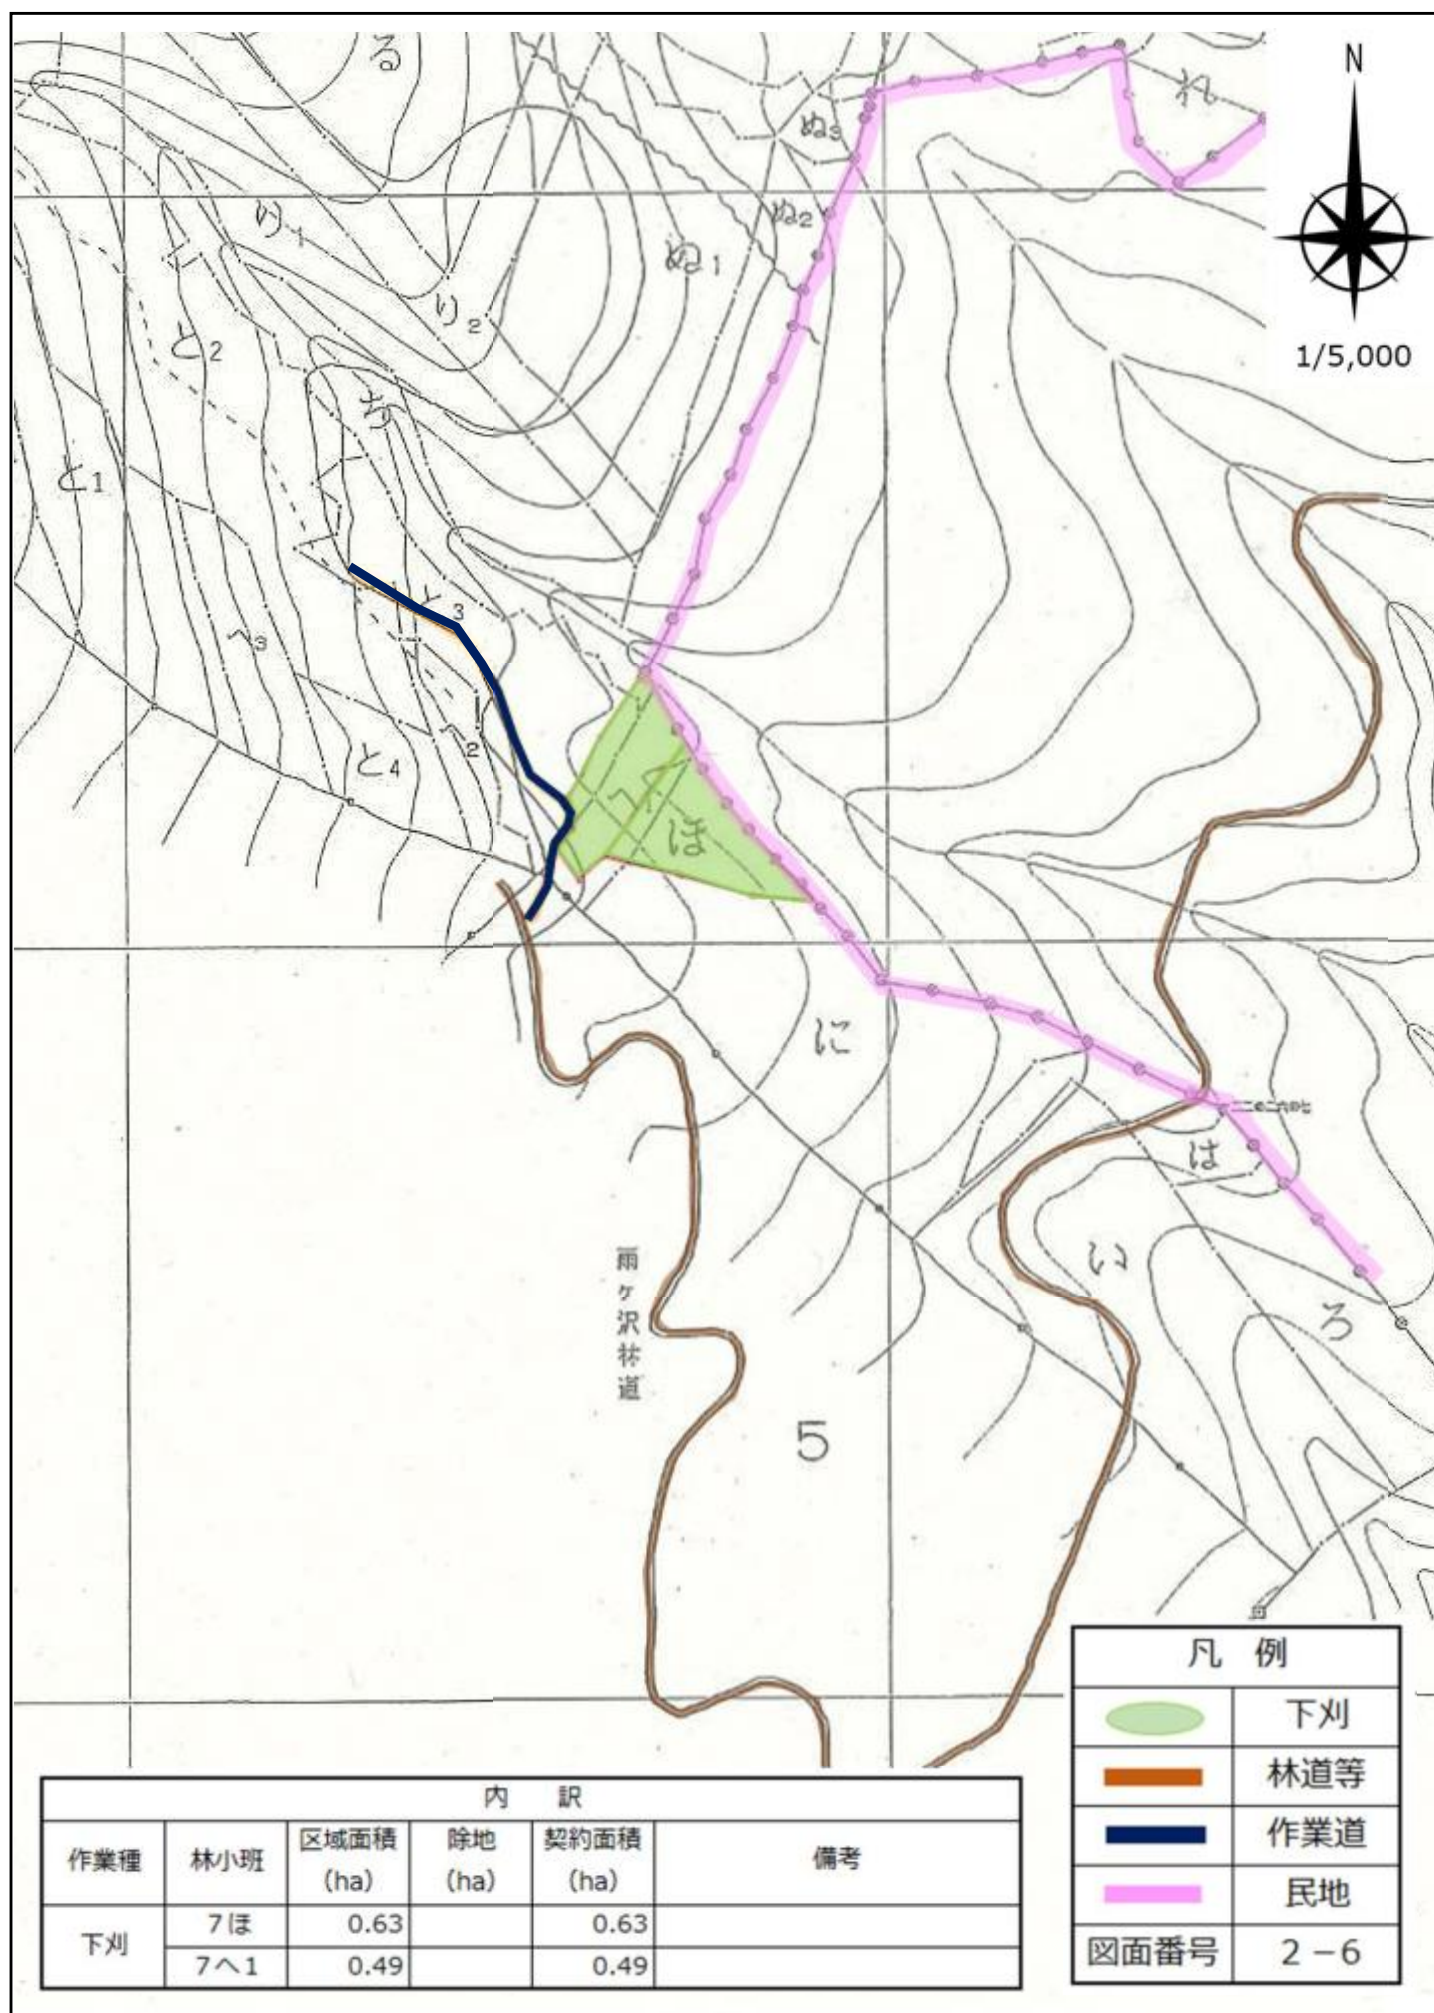 る
N
れ
ぬ3
ぬ2
り1
ぬ1
り2
と2
1/5,000
ち
と1
と3
へ3
へ2
と4
へ1
ほ
に
は
い
雨ヶ沢林道
ろ
5
凡 例
下刈
林道等
作業道
民地
図面番号 2－6
内 訳
作業種 林小班 区域面積(ha) 除地(ha) 契約面積(ha) 備考
下刈 7ほ 0.63 0.63
7へ1 0.49 0.49